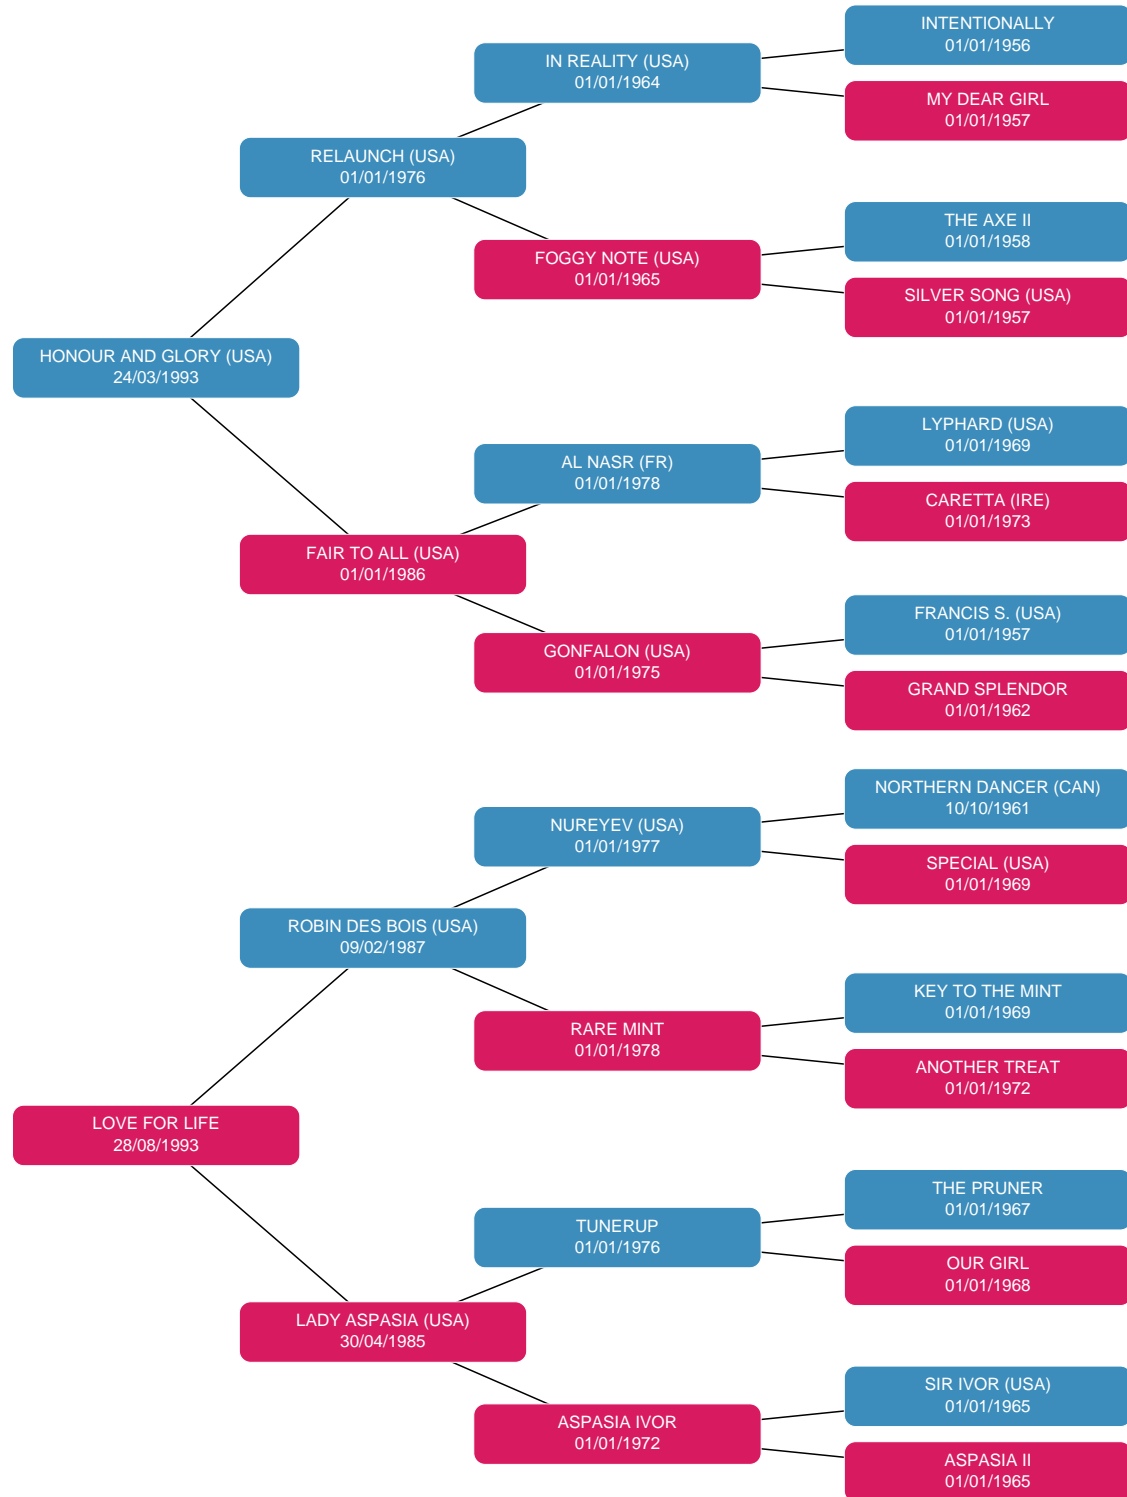 INTENTIONALLY
01/01/1956
IN REALITY (USA)
01/01/1964
MY DEAR GIRL
01/01/1957
RELAUNCH (USA)
01/01/1976
THE AXE II
01/01/1958
FOGGY NOTE (USA)
01/01/1965
SILVER SONG (USA)
01/01/1957
HONOUR AND GLORY (USA)
24/03/1993
LYPHARD (USA)
01/01/1969
AL NASR (FR)
01/01/1978
CARETTA (IRE)
01/01/1973
FAIR TO ALL (USA)
01/01/1986
FRANCIS S. (USA)
01/01/1957
GONFALON (USA)
01/01/1975
GRAND SPLENDOR
01/01/1962
NORTHERN DANCER (CAN)
10/10/1961
NUREYEV (USA)
01/01/1977
SPECIAL (USA)
01/01/1969
ROBIN DES BOIS (USA)
09/02/1987
KEY TO THE MINT
01/01/1969
RARE MINT
01/01/1978
ANOTHER TREAT
01/01/1972
LOVE FOR LIFE
28/08/1993
THE PRUNER
01/01/1967
TUNERUP
01/01/1976
OUR GIRL
01/01/1968
LADY ASPASIA (USA)
30/04/1985
SIR IVOR (USA)
01/01/1965
ASPASIA IVOR
01/01/1972
ASPASIA II
01/01/1965